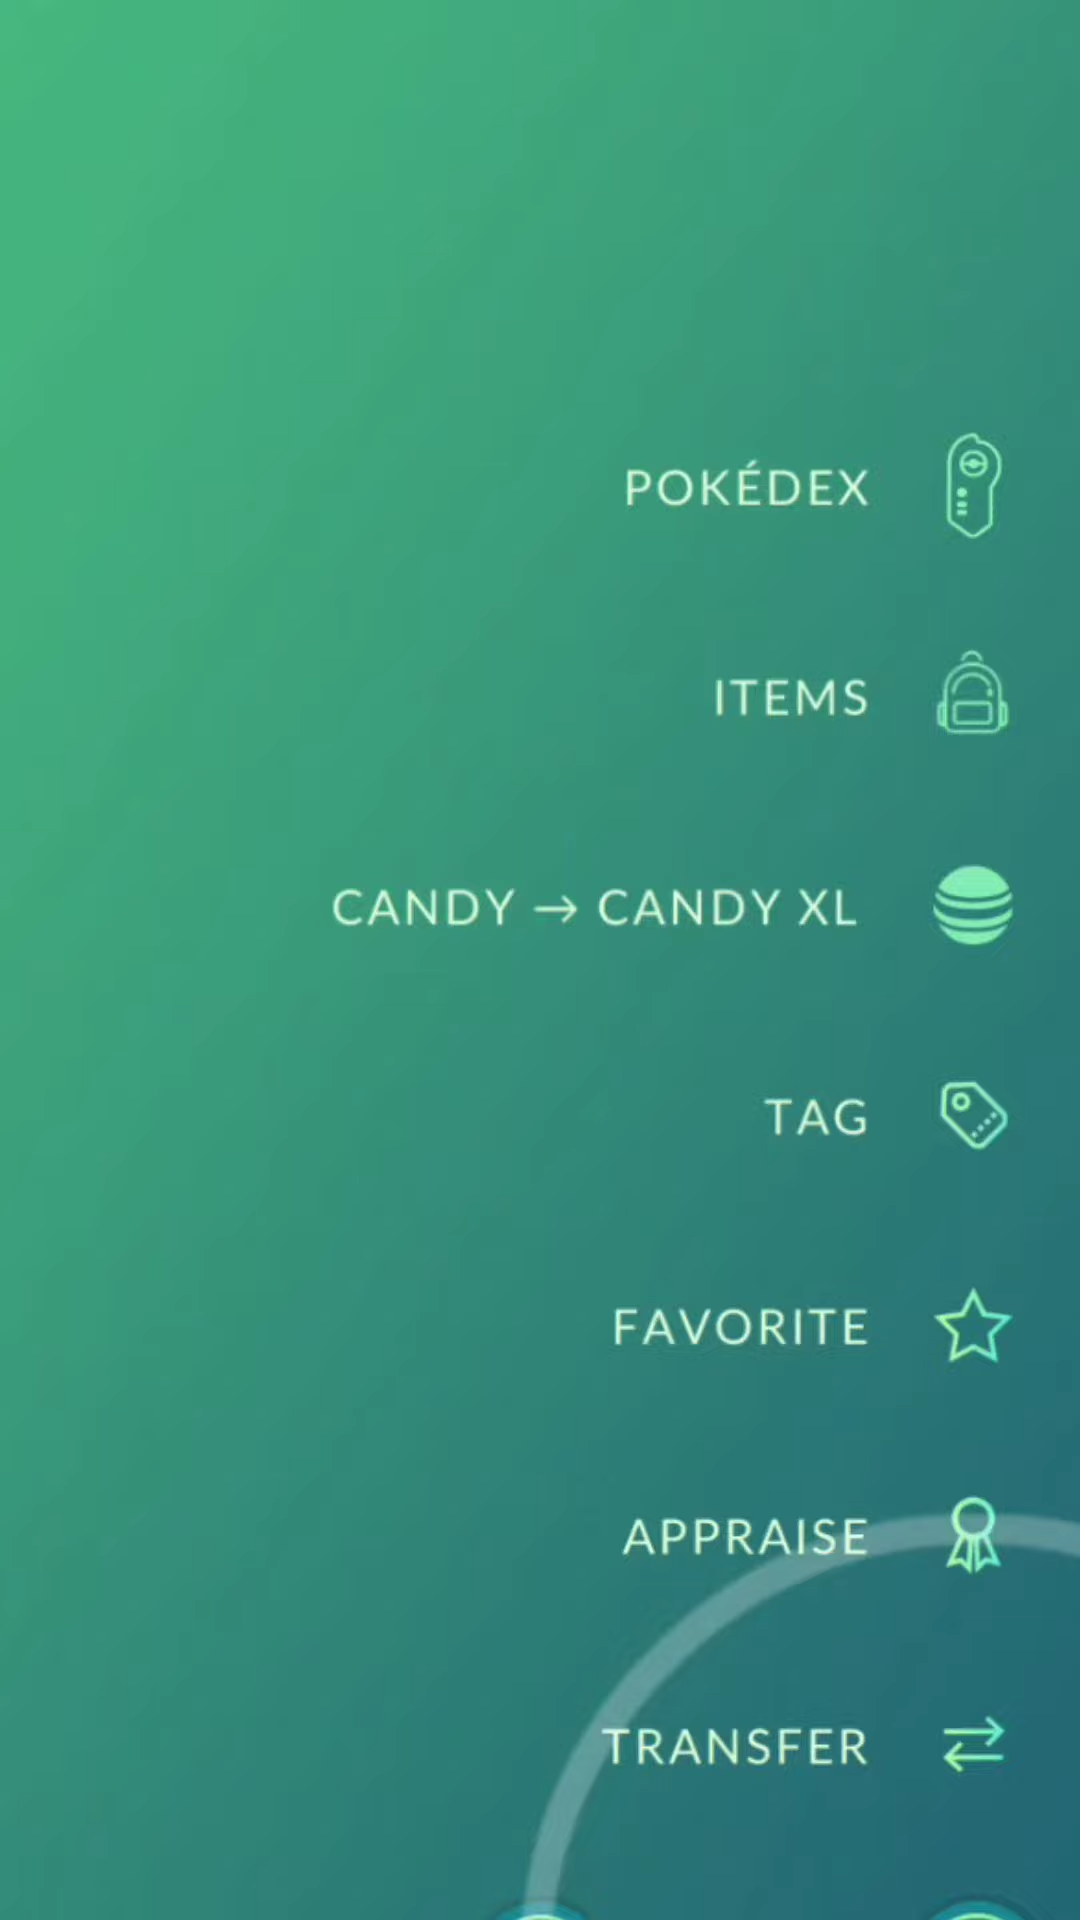 POKÉDEX
ITEMS
CANDY → CANDY XL
TAG
FAVORITE
APPRAISE
TRANSFER